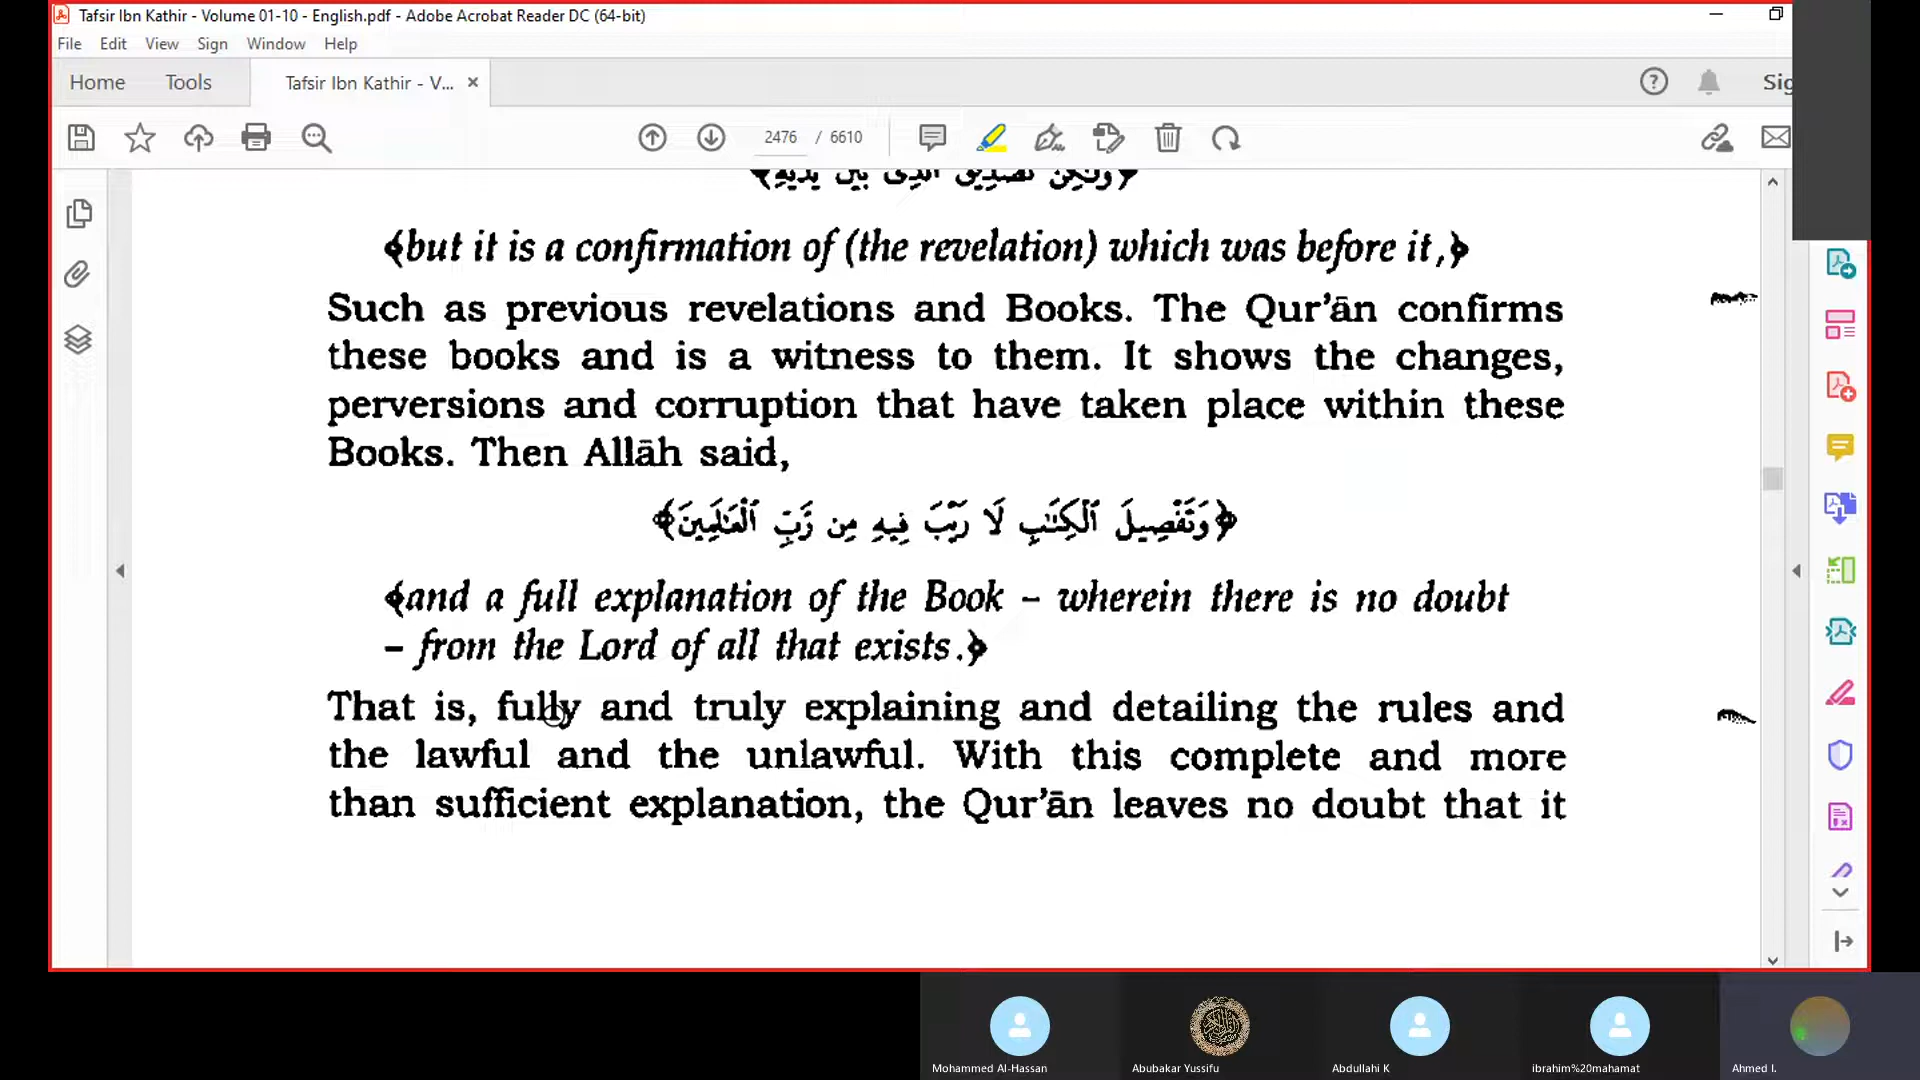 Tafsir Ibn Kathir - Volume 01-10 - English.pdf - Adobe Acrobat Reader DC (64-bit)
File Edit View Sign Window Help
Home Tools Tafsir Ibn Kathir - V... Sig
2476 / 6610
﴿وَلَٰكِن تَصْدِيقَ ٱلَّذِى بَيْنَ يَدَيْهِ﴾
﴿but it is a confirmation of (the revelation) which was before it,﴾
Such as previous revelations and Books. The Qur’ān confirms
these books and is a witness to them. It shows the changes,
perversions and corruption that have taken place within these
Books. Then Allāh said,
﴿وَتَفْصِيلَ ٱلْكِتَٰبِ لَا رَيْبَ فِيهِ مِن رَّبِّ ٱلْعَٰلَمِينَ﴾
﴿and a full explanation of the Book – wherein there is no doubt
– from the Lord of all that exists.﴾
That is, fully and truly explaining and detailing the rules and
the lawful and the unlawful. With this complete and more
than sufficient explanation, the Qur’ān leaves no doubt that it
Mohammed Al-Hassan Abubakar Yussifu Abdullahi K ibrahim%20mahamat Ahmed I.